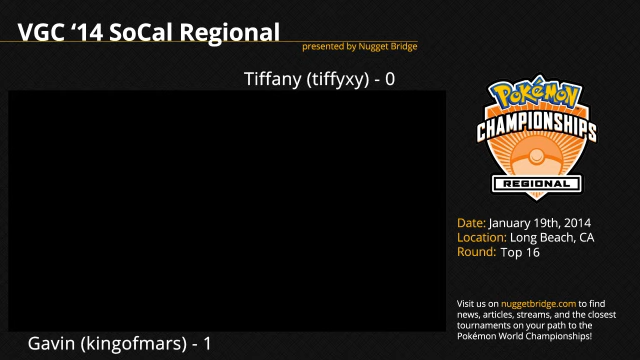 VGC ‘14 SoCal Regional
presented by Nugget Bridge
Tiffany (tiffyxy) - 0
Pokémon
CHAMPIONSHIPS
REGIONAL
Date: January 19th, 2014
Location: Long Beach, CA
Round: Top 16
Visit us on nuggetbridge.com to find
news, articles, streams, and the closest
tournaments on your path to the
Pokémon World Championships!
Gavin (kingofmars) - 1